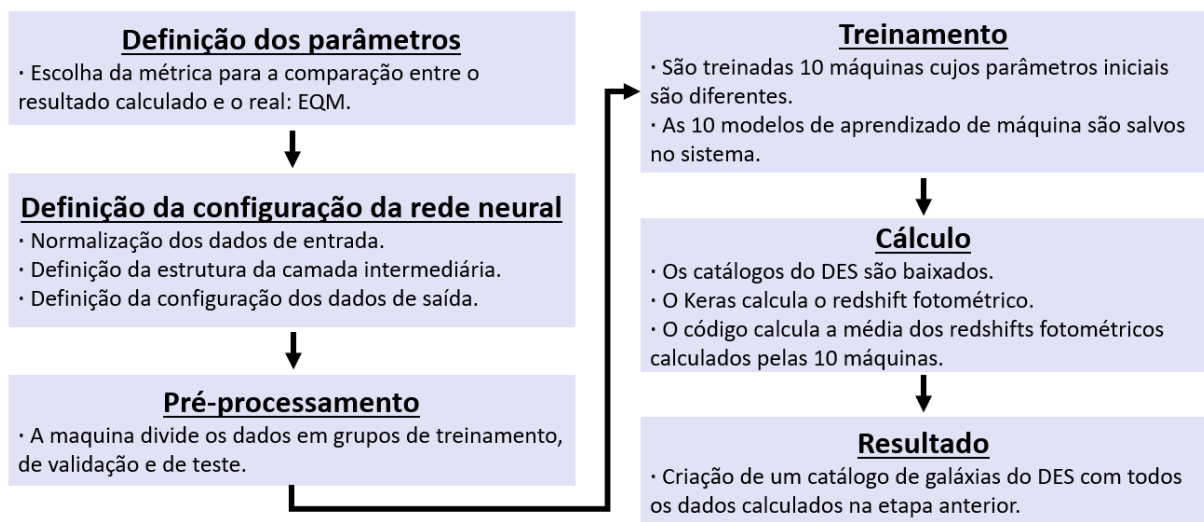 Definição dos parâmetros
· Escolha da métrica para a comparação entre o
resultado calculado e o real: EQM.
Definição da configuração da rede neural
· Normalização dos dados de entrada.
· Definição da estrutura da camada intermediária.
· Definição da configuração dos dados de saída.
Pré-processamento
· A maquina divide os dados em grupos de treinamento,
de validação e de teste.
Treinamento
· São treinadas 10 máquinas cujos parâmetros iniciais
são diferentes.
· As 10 modelos de aprendizado de máquina são salvos
no sistema.
Cálculo
· Os catálogos do DES são baixados.
· O Keras calcula o redshift fotométrico.
· O código calcula a média dos redshifts fotométricos
calculados pelas 10 máquinas.
Resultado
· Criação de um catálogo de galáxias do DES com todos
os dados calculados na etapa anterior.